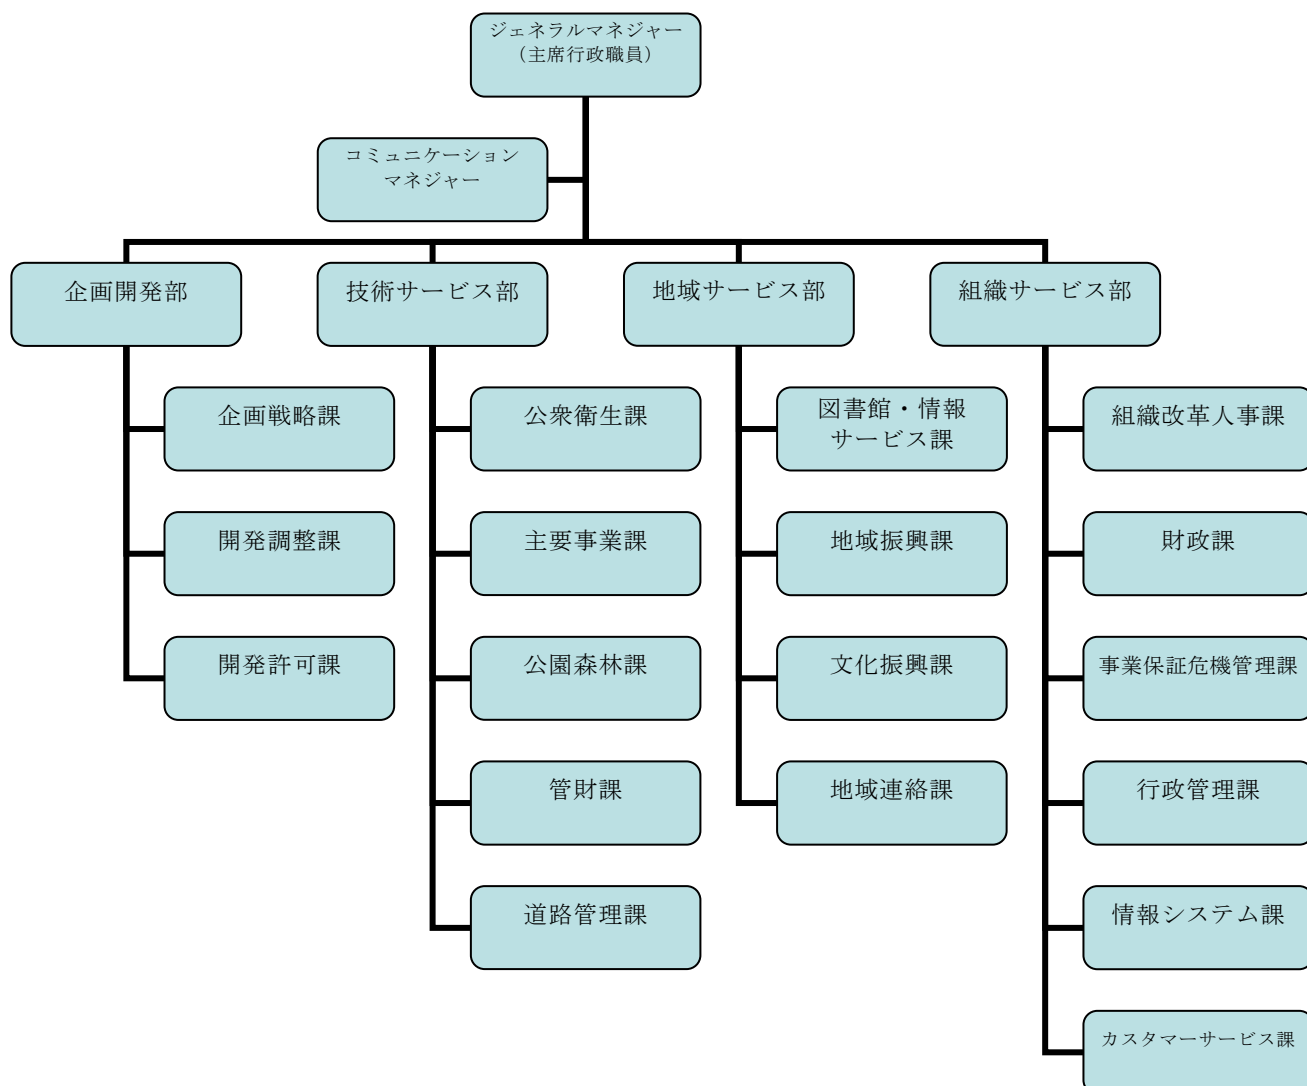 ジェネラルマネジャー
（主席行政職員）
コミュニケーション
マネジャー
企画開発部
技術サービス部
地域サービス部
組織サービス部
企画戦略課
公衆衛生課
図書館・情報
サービス課
組織改革人事課
開発調整課
主要事業課
地域振興課
財政課
開発許可課
公園森林課
文化振興課
事業保証危機管理課
管財課
地域連絡課
行政管理課
道路管理課
情報システム課
カスタマーサービス課